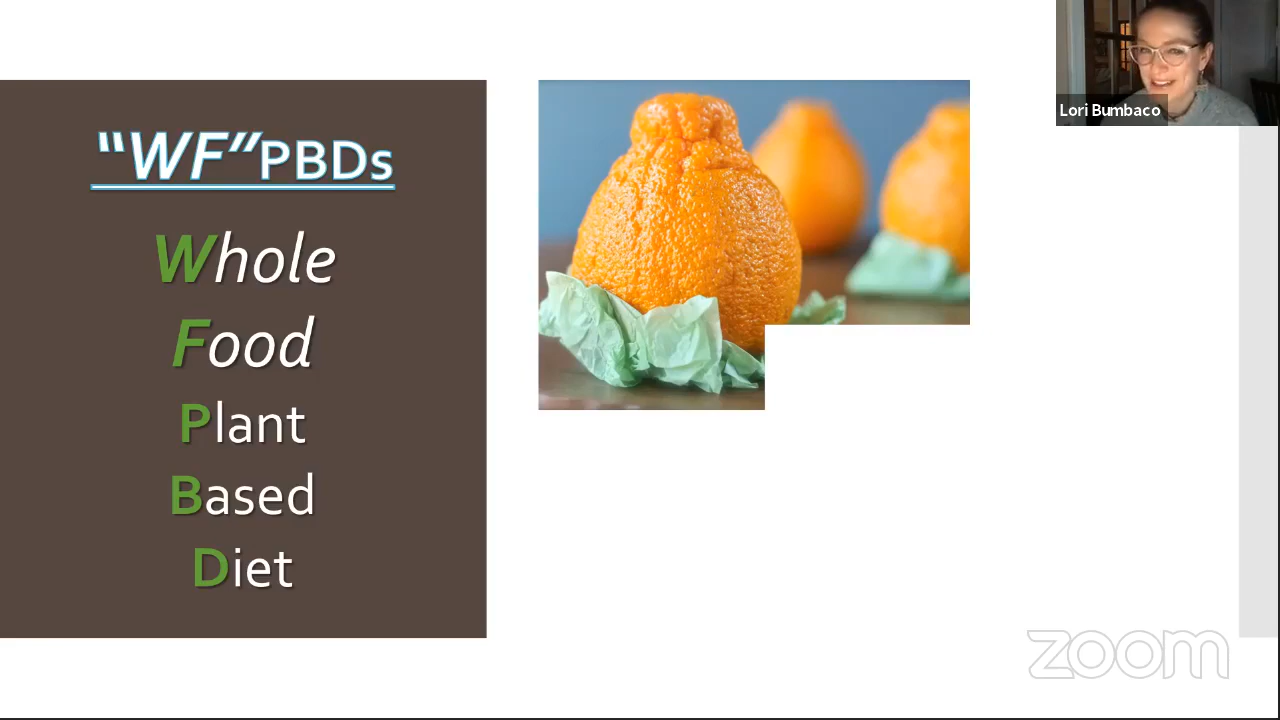 “WF”PBDs
Whole
Food
Plant
Based
Diet
Lori Bumbaco
zoom